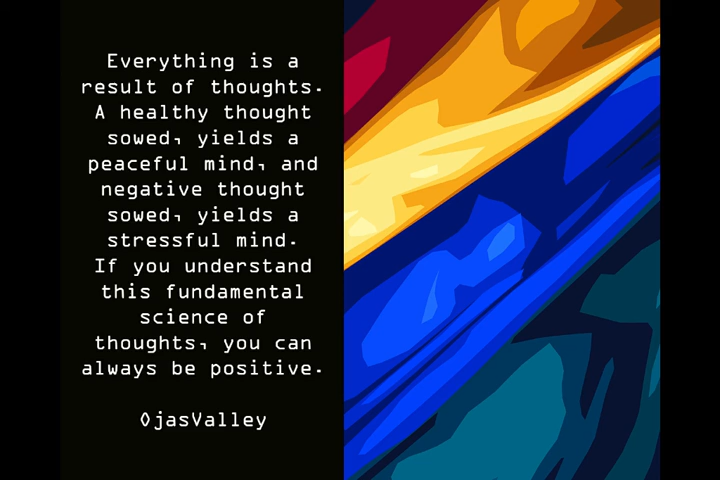 Everything is a
result of thoughts.
A healthy thought
sowed, yields a
peaceful mind, and
negative thought
sowed, yields a
stressful mind.
If you understand
this fundamental
science of
thoughts, you can
always be positive.
OjasValley